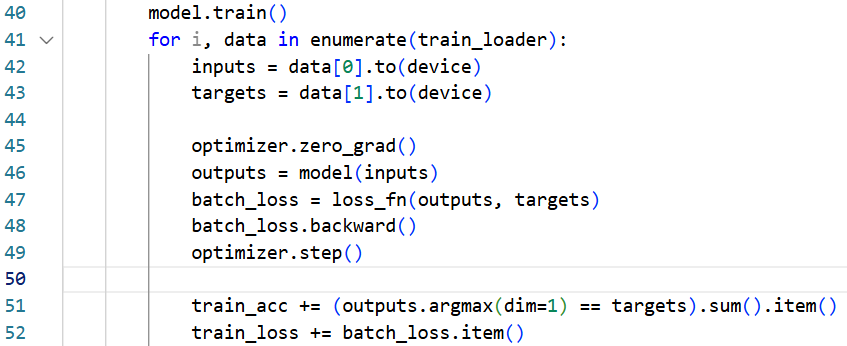 40 model.train()
41 for i, data in enumerate(train_loader):
42 inputs = data[0].to(device)
43 targets = data[1].to(device)
44
45 optimizer.zero_grad()
46 outputs = model(inputs)
47 batch_loss = loss_fn(outputs, targets)
48 batch_loss.backward()
49 optimizer.step()
50
51 train_acc += (outputs.argmax(dim=1) == targets).sum().item()
52 train_loss += batch_loss.item()